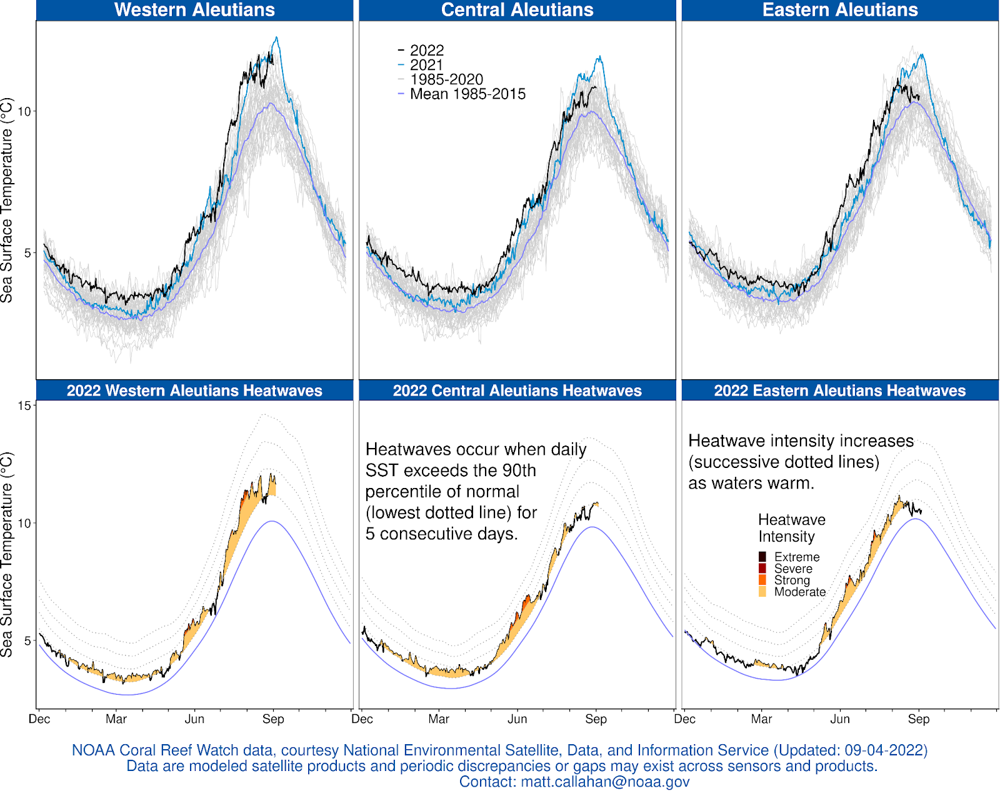 Western Aleutians
Central Aleutians
Eastern Aleutians
Sea Surface Temperature (°C)
10
5
2022
2021
1985-2020
Mean 1985-2015
2022 Western Aleutians Heatwaves
2022 Central Aleutians Heatwaves
2022 Eastern Aleutians Heatwaves
Sea Surface Temperature (°C)
15
10
5
Heatwaves occur when daily
SST exceeds the 90th
percentile of normal
(lowest dotted line) for
5 consecutive days.
Heatwave intensity increases
(successive dotted lines)
as waters warm.
Heatwave
Intensity
Extreme
Severe
Strong
Moderate
Dec Mar Jun Sep
Dec Mar Jun Sep
Dec Mar Jun Sep
NOAA Coral Reef Watch data, courtesy National Environmental Satellite, Data, and Information Service (Updated: 09-04-2022)
Data are modeled satellite products and periodic discrepancies or gaps may exist across sensors and products.
Contact: matt.callahan@noaa.gov